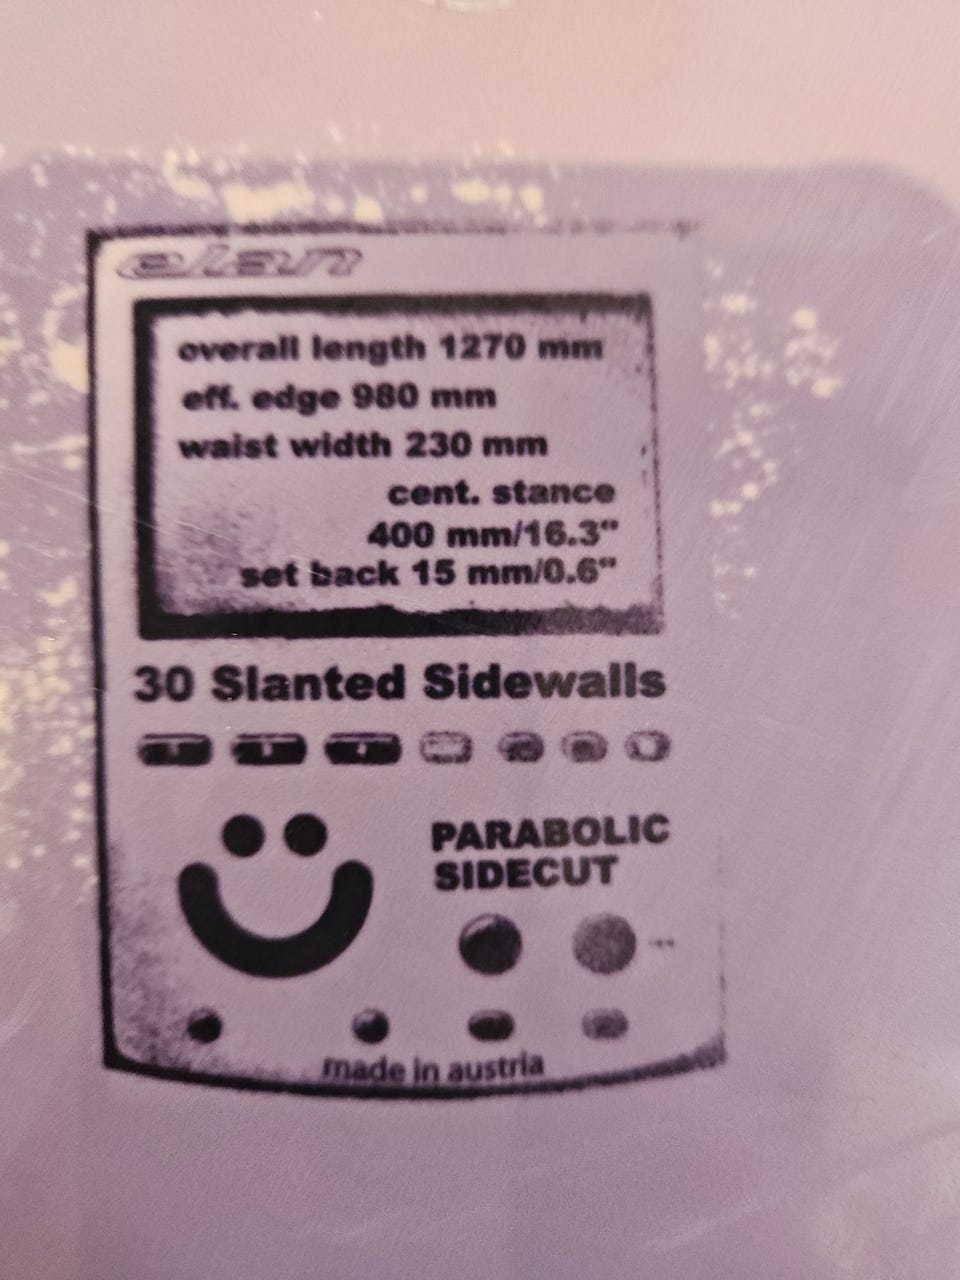 elan
overall length 1270 mm
eff. edge 980 mm
waist width 230 mm
cent. stance
400 mm/16.3"
set back 15 mm/0.6"
30 Slanted Sidewalls
PARABOLIC
SIDECUT
made in austria